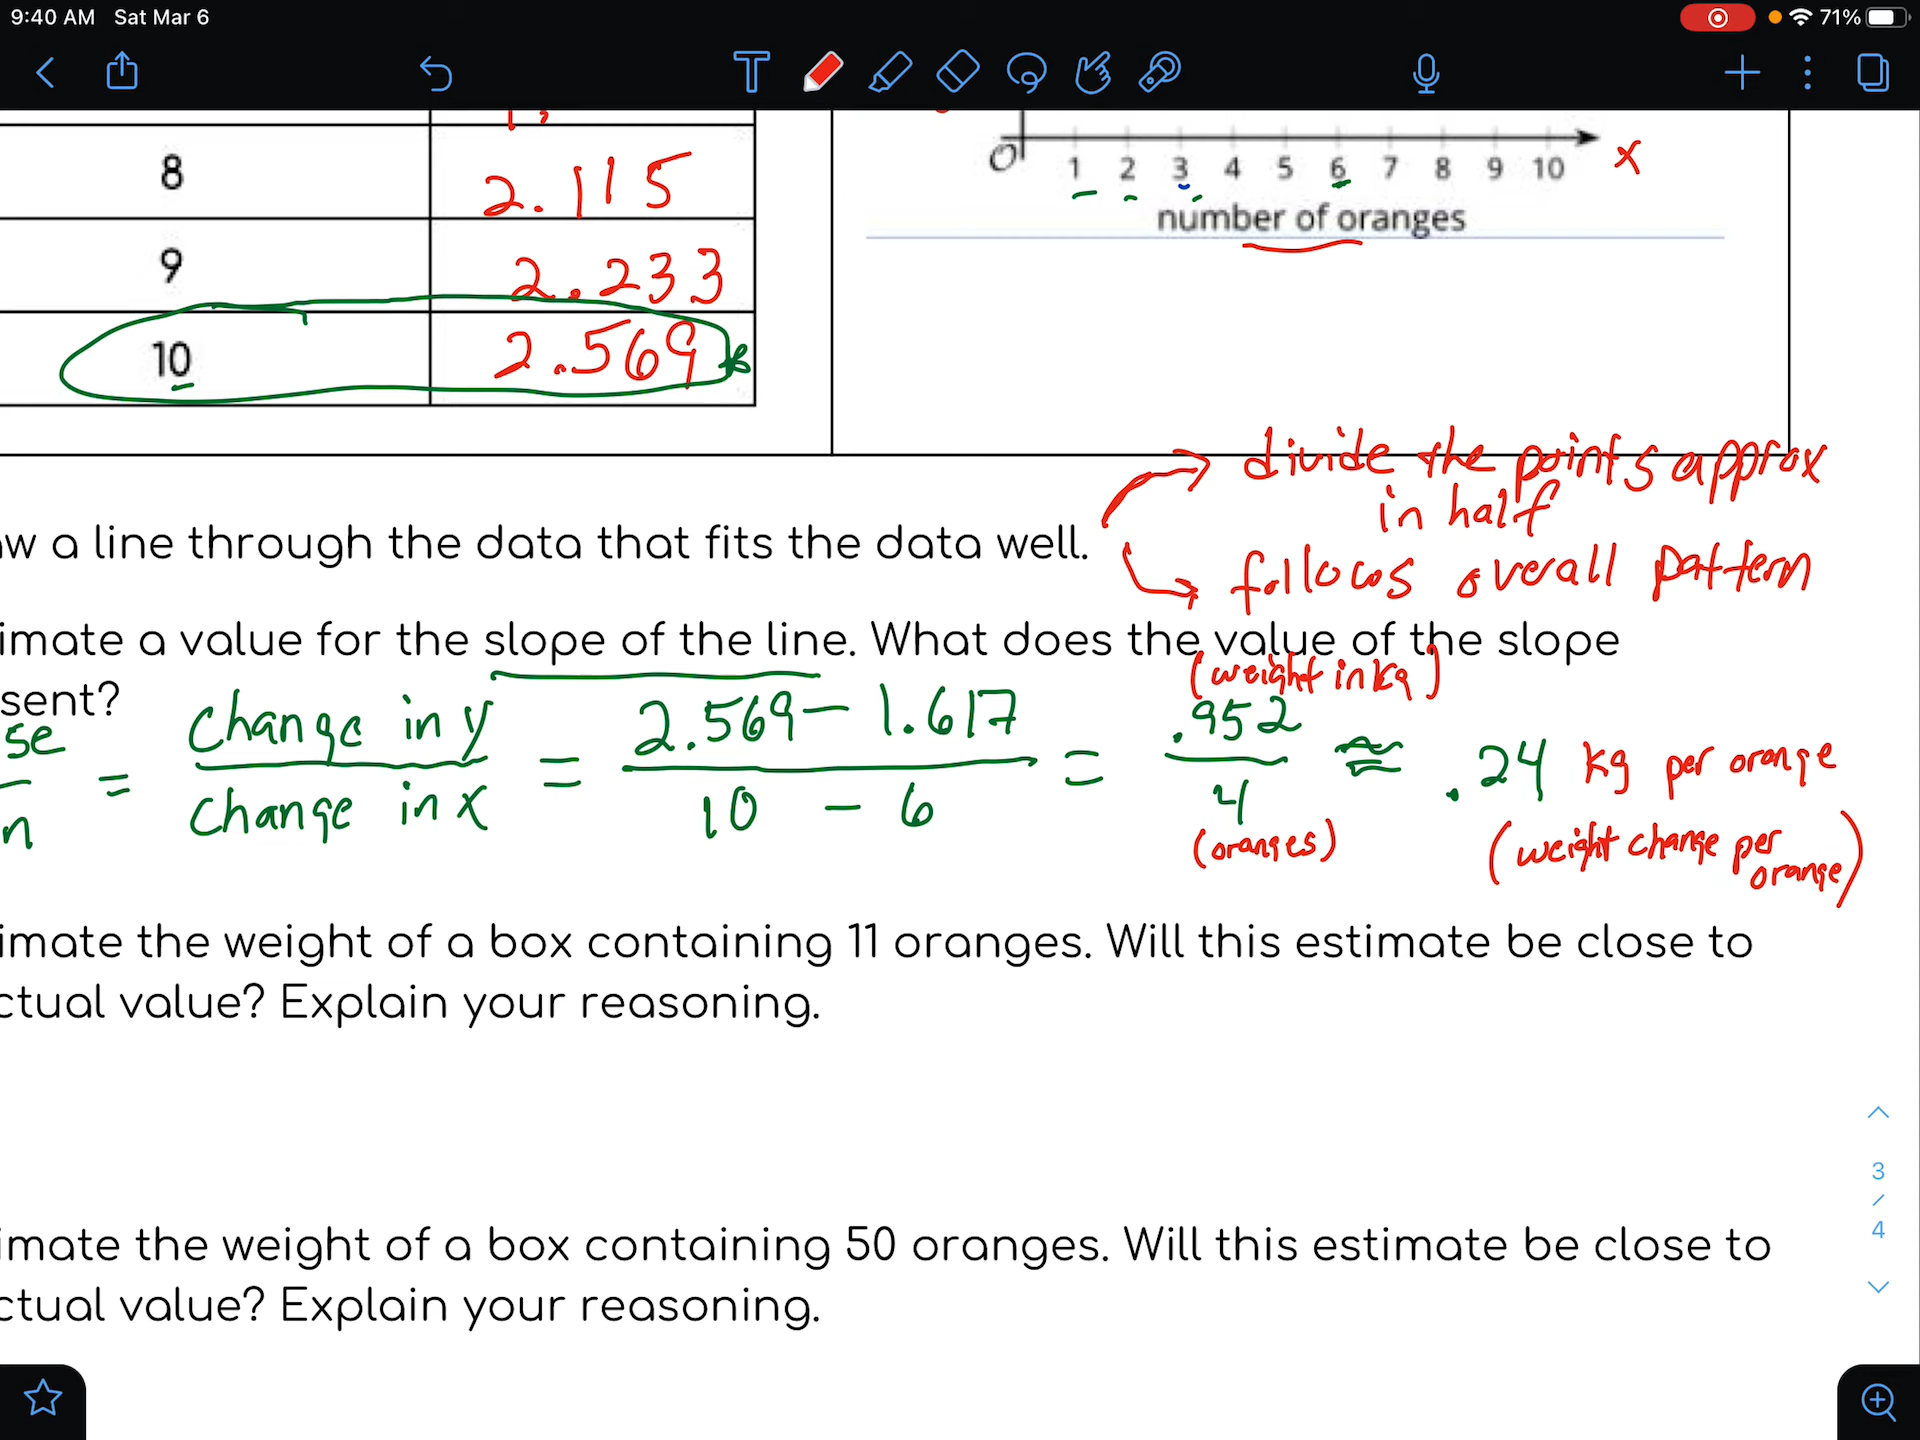 9:40 AM Sat Mar 6
71%
8
2.115
9
2.233
10
2.569
O
1 2 3 4 5 6 7 8 9 10
x
number of oranges
divide the points approx
in half
w a line through the data that fits the data well.
follows overall pattern
imate a value for the slope of the line. What does the value of the slope
sent?
(weight in kg)
se
n
= change in y
change in x
= 2.569 - 1.617
10 - 6
= .952
4
(oranges)
≅ .24 kg per orange
(weight change per
orange)
imate the weight of a box containing 11 oranges. Will this estimate be close to
ctual value? Explain your reasoning.
3
/
4
imate the weight of a box containing 50 oranges. Will this estimate be close to
ctual value? Explain your reasoning.